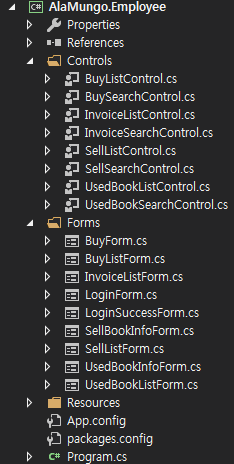 C# AlaMungo.Employee
Properties
References
Controls
BuyListControl.cs
BuySearchControl.cs
InvoiceListControl.cs
InvoiceSearchControl.cs
SellListControl.cs
SellSearchControl.cs
UsedBookListControl.cs
UsedBookSearchControl.cs
Forms
BuyForm.cs
BuyListForm.cs
InvoiceListForm.cs
LoginForm.cs
LoginSuccessForm.cs
SellBookInfoForm.cs
SellListForm.cs
UsedBookInfoForm.cs
UsedBookListForm.cs
Resources
App.config
packages.config
C# Program.cs